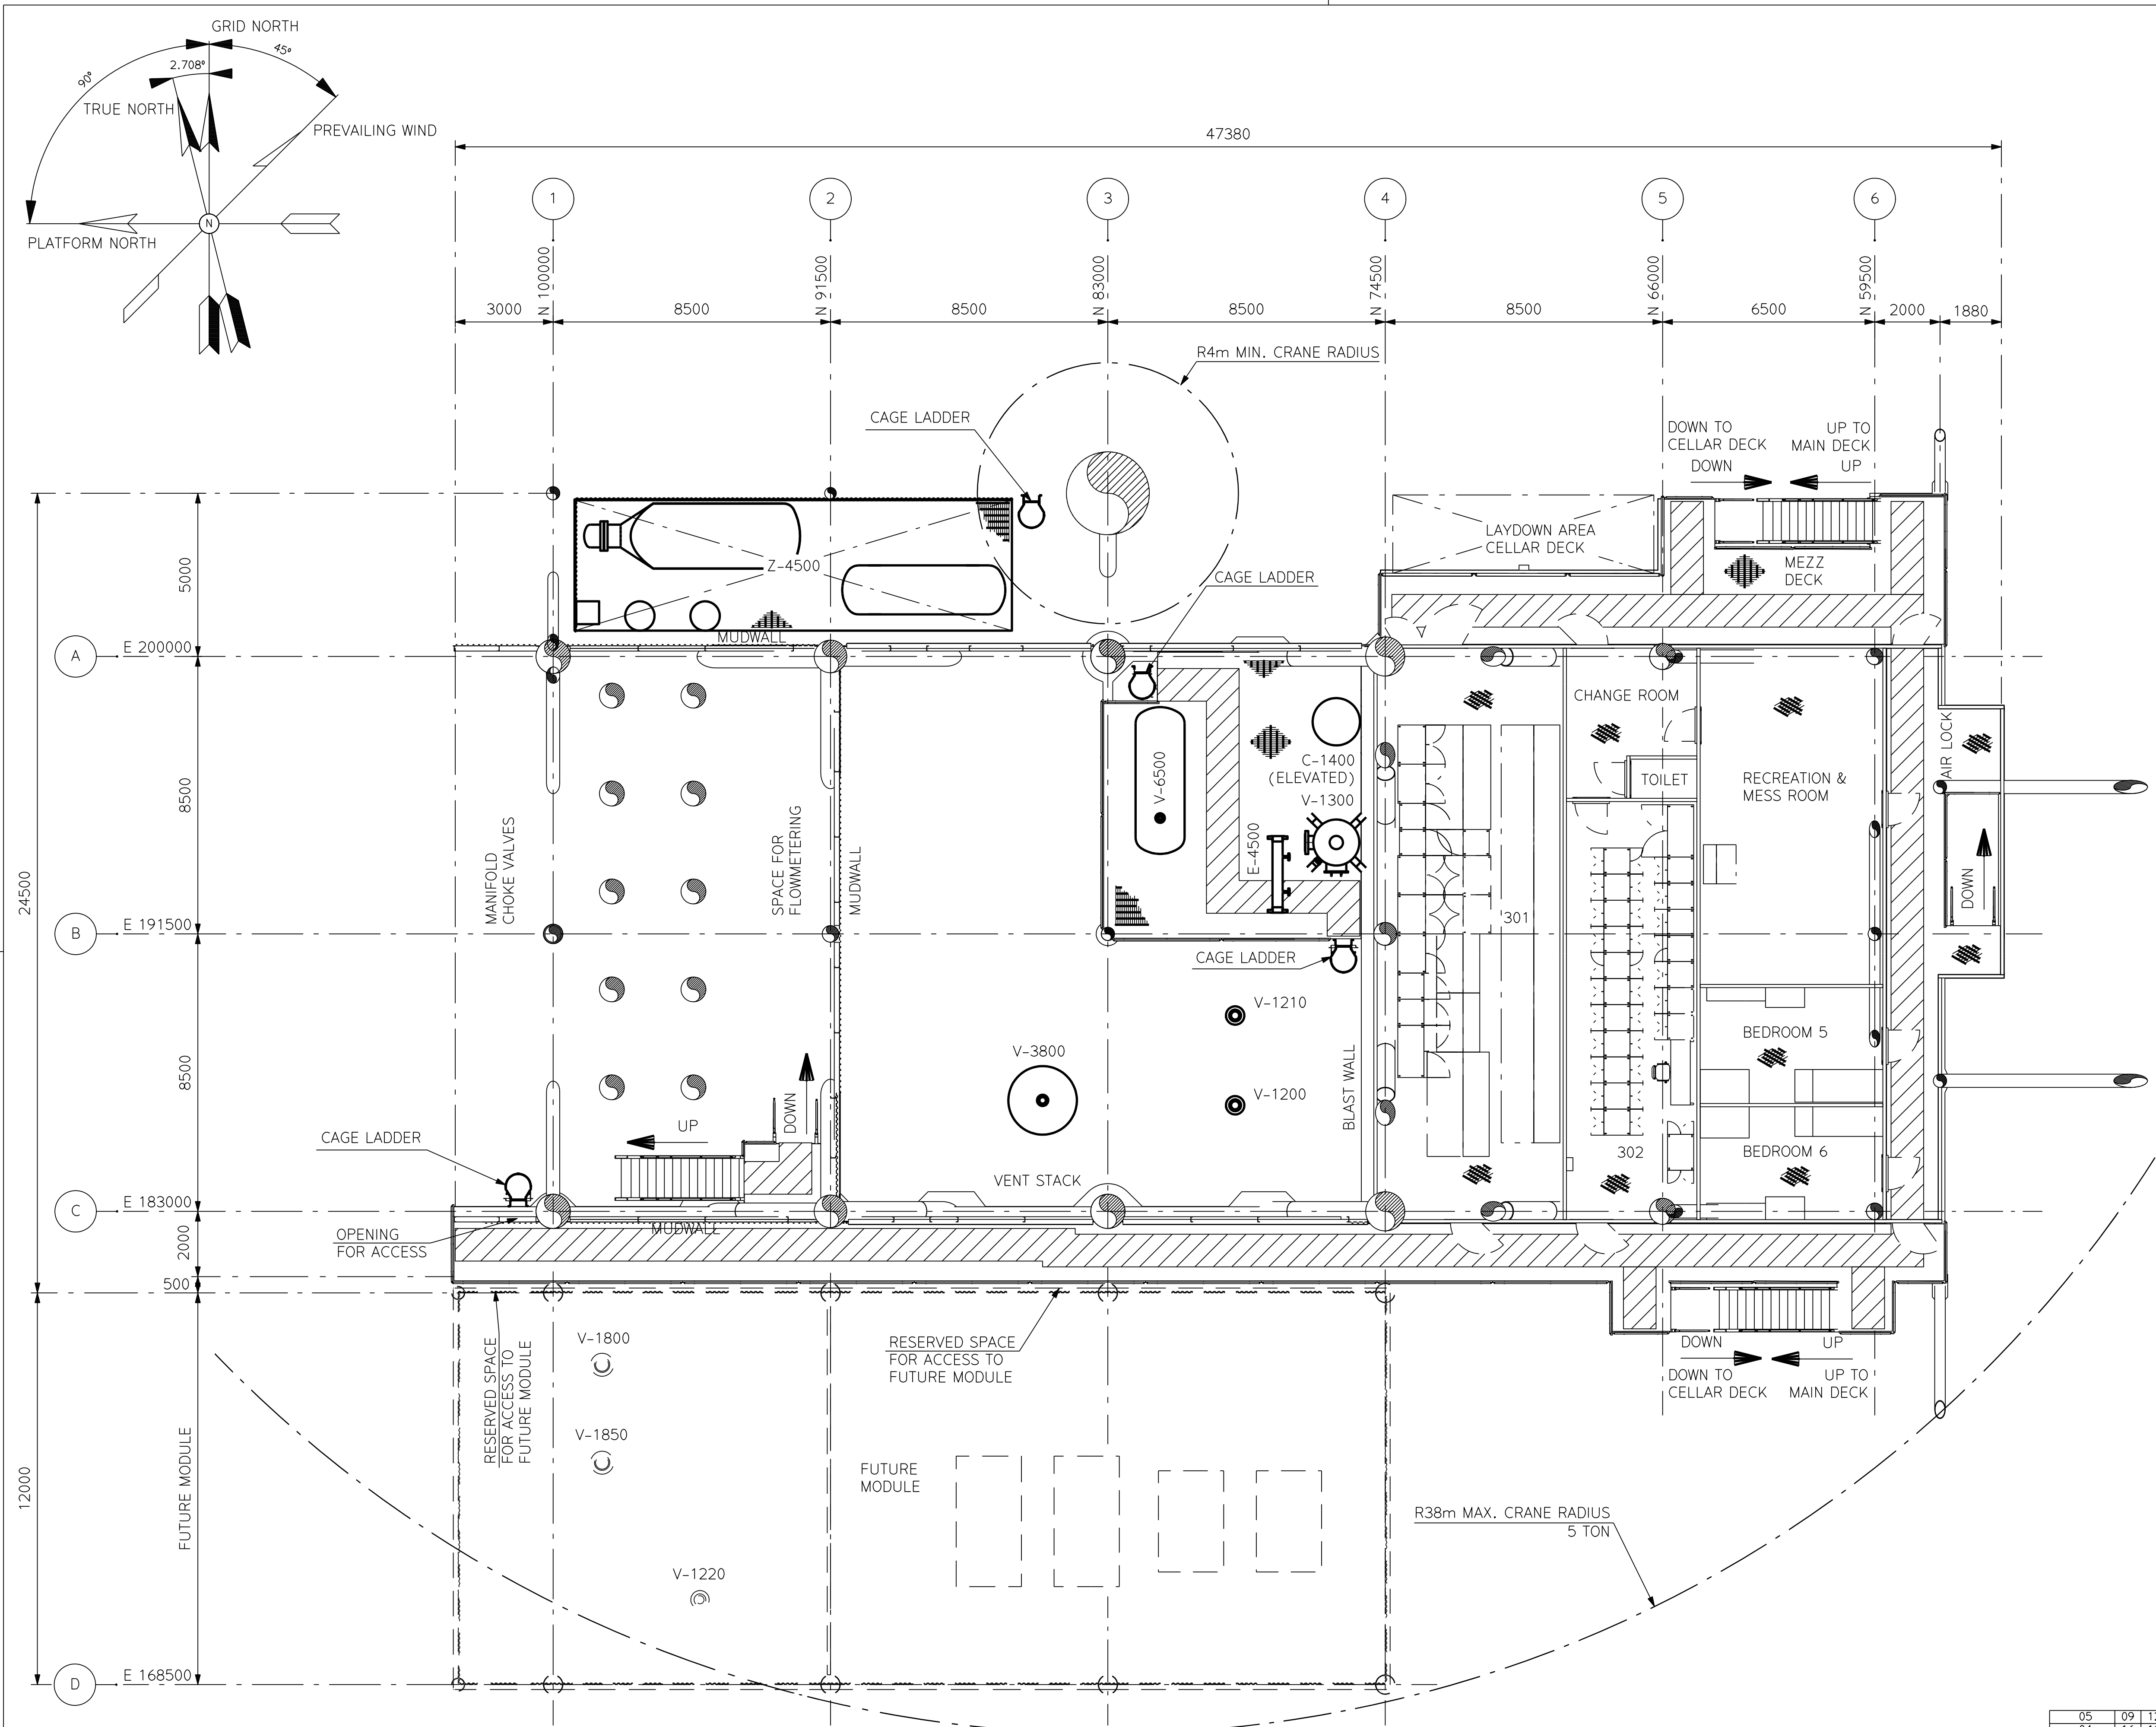 GRID NORTH
45°
90°
2.708°
TRUE NORTH
PREVAILING WIND
N
PLATFORM NORTH
47380
1
2
3
4
5
6
N 100000
N 91500
N 83000
N 74500
N 66000
N 59500
3000
8500
8500
8500
8500
6500
2000
1880
R4m MIN. CRANE RADIUS
CAGE LADDER
DOWN TO
CELLAR DECK
DOWN
UP TO
MAIN DECK
UP
LAYDOWN AREA
CELLAR DECK
MEZZ
DECK
Z-4500
CAGE LADDER
MUDWALL
5000
A
E 200000
CHANGE ROOM
TOILET
RECREATION &
MESS ROOM
AIR LOCK
V-6500
C-1400
(ELEVATED)
V-1300
E-4500
MANIFOLD
CHOKE VALVES
SPACE FOR
FLOWMETERING
MUDWALL
8500
24500
DOWN
301
B
E 191500
CAGE LADDER
V-1210
V-3800
V-1200
BLAST WALL
BEDROOM 5
8500
DOWN
UP
CAGE LADDER
302
BEDROOM 6
VENT STACK
C
E 183000
MUDWALL
OPENING
FOR ACCESS
2000
500
V-1800
RESERVED SPACE
FOR ACCESS TO
FUTURE MODULE
RESERVED SPACE
FOR ACCESS TO
FUTURE MODULE
DOWN
UP
DOWN TO
CELLAR DECK
UP TO
MAIN DECK
V-1850
FUTURE
MODULE
12000
FUTURE MODULE
R38m MAX. CRANE RADIUS
5 TON
V-1220
D
E 168500
05
09